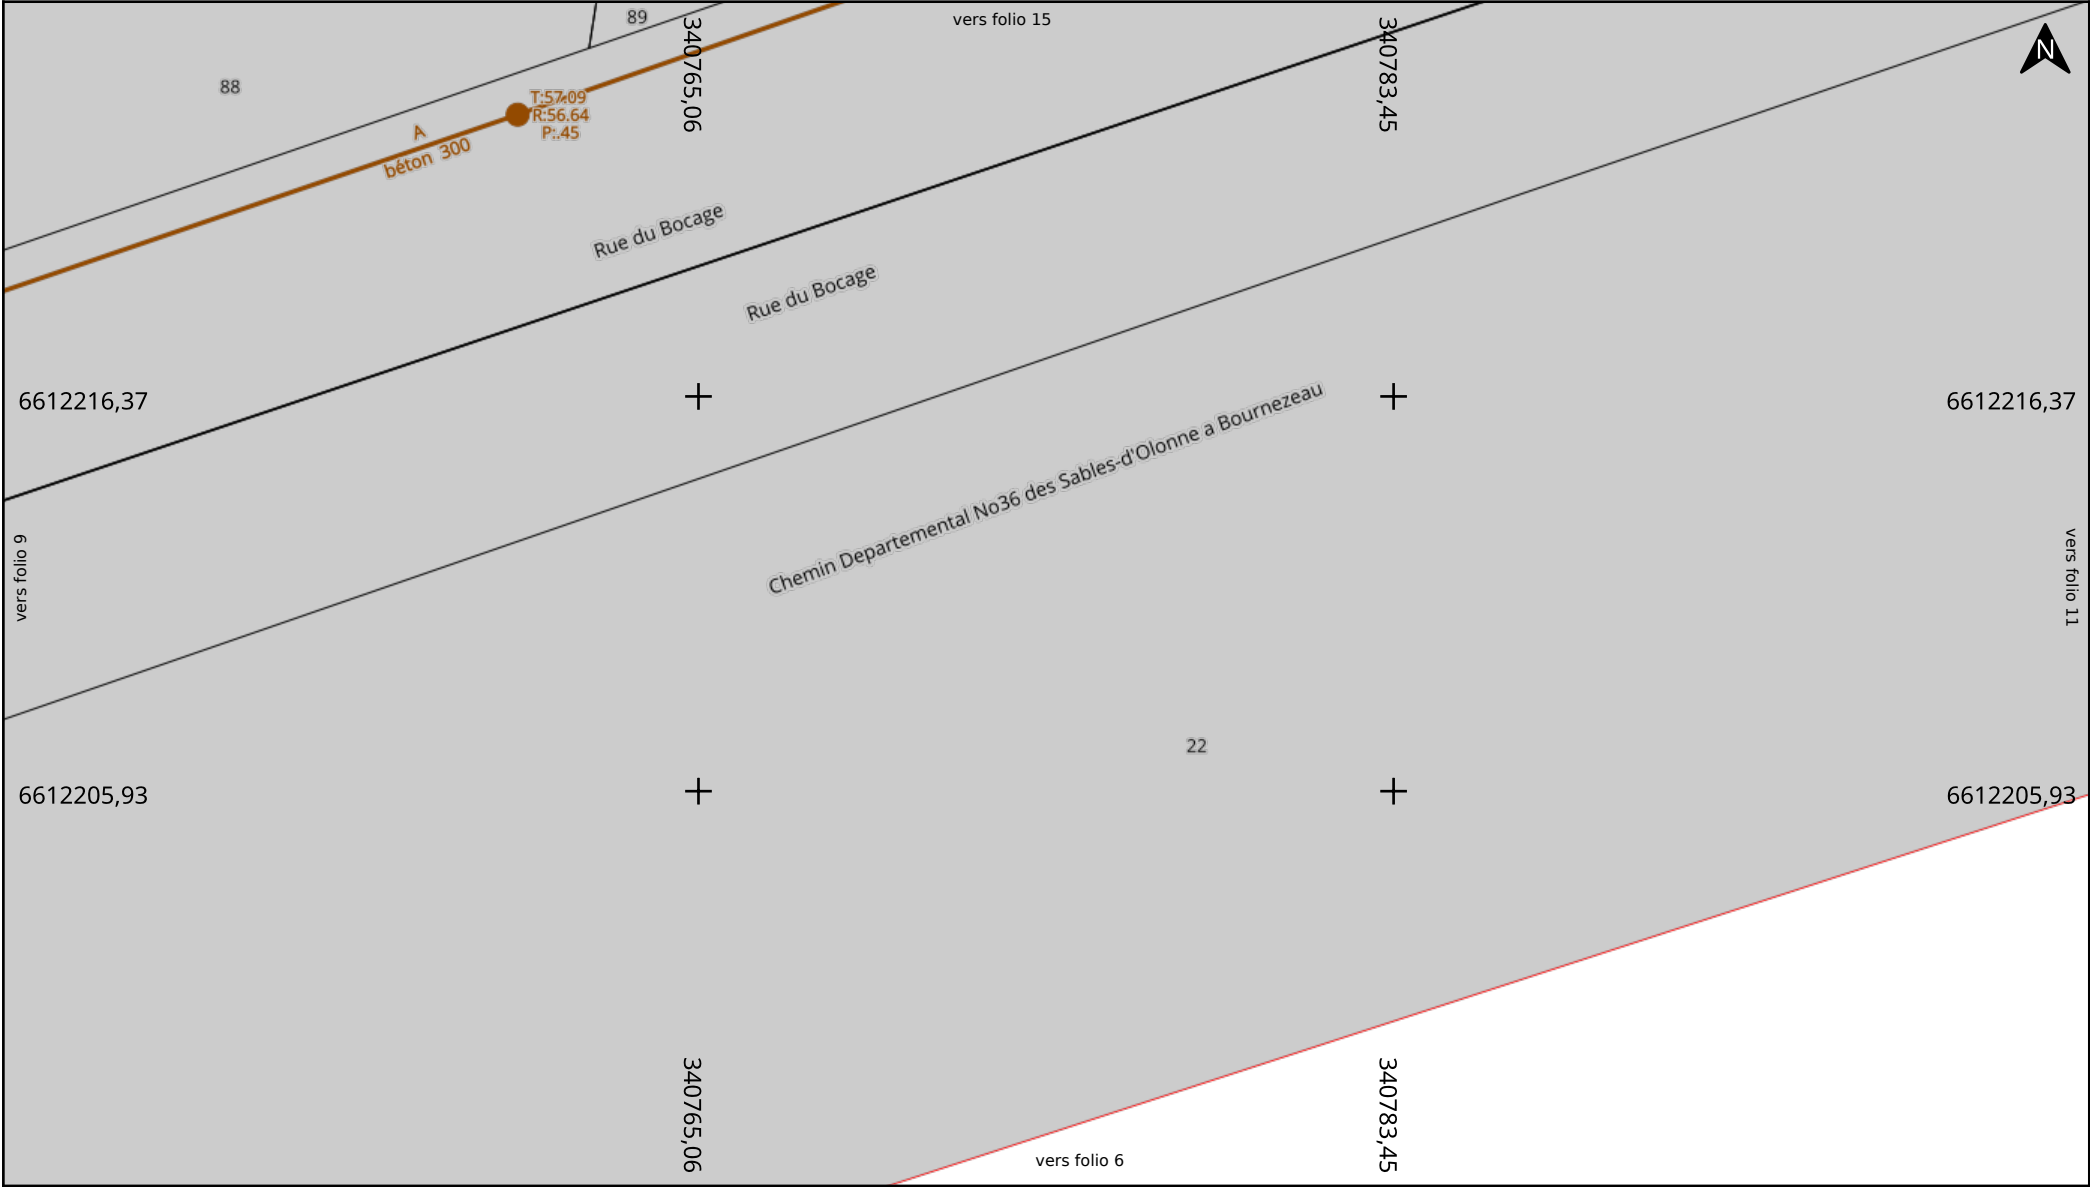 89
vers folio 15
340765,06
340783,45
N
88
T:57.09
R:56.64
P:.45
A
béton 300
Rue du Bocage
Rue du Bocage
6612216,37
6612216,37
Chemin Departemental No36 des Sables-d'Olonne a Bournezeau
vers folio 9
vers folio 11
22
6612205,93
6612205,93
340765,06
340783,45
vers folio 6